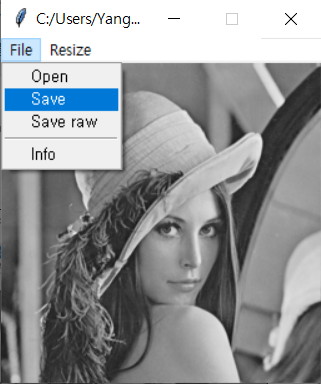 C:/Users/Yang...
File Resize
Open
Save
Save raw
Info